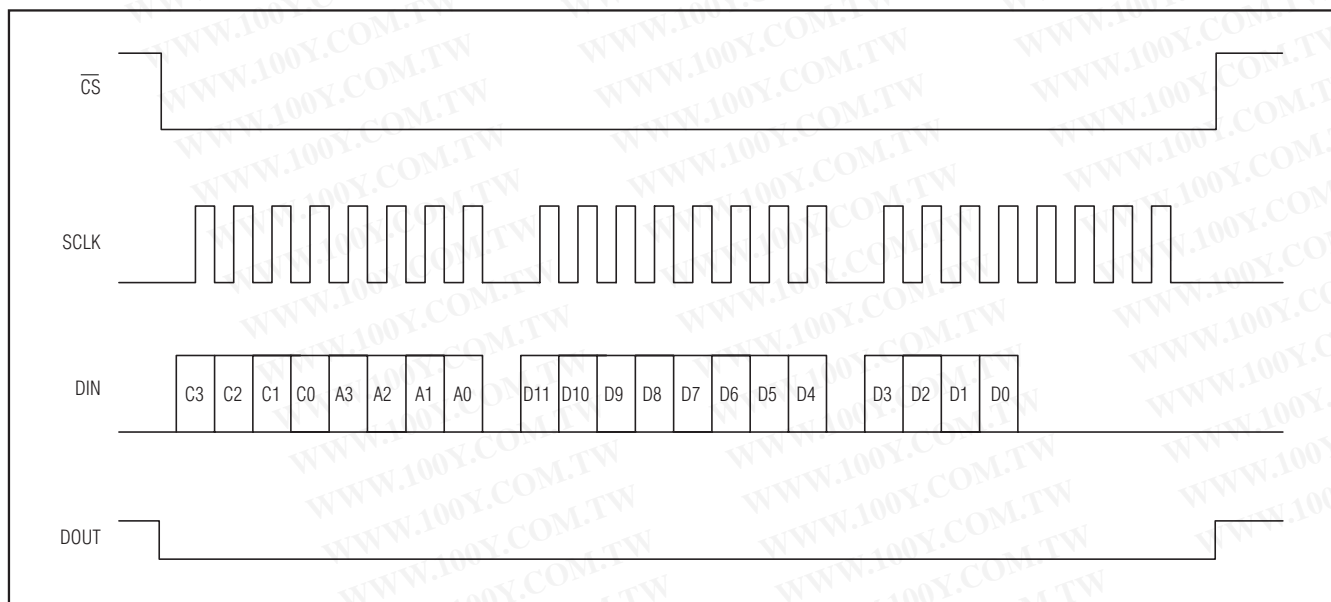 CS
SCLK
DIN
C3 C2 C1 C0 A3 A2 A1 A0 D11 D10 D9 D8 D7 D6 D5 D4 D3 D2 D1 D0
DOUT
WWW.100Y.COM.TW